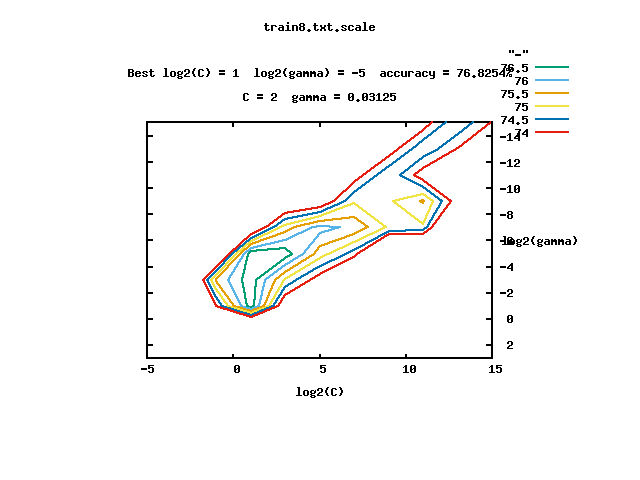 train8.txt.scale
"-"
Best log2(C) = 1 log2(gamma) = -5 accuracy = 76.8254%
76.5
76
75.5
75
74.5
74
C = 2 gamma = 0.03125
-14
-12
-10
-8
-6
log2(gamma)
-4
-2
0
2
-5 0 5 10 15
log2(C)